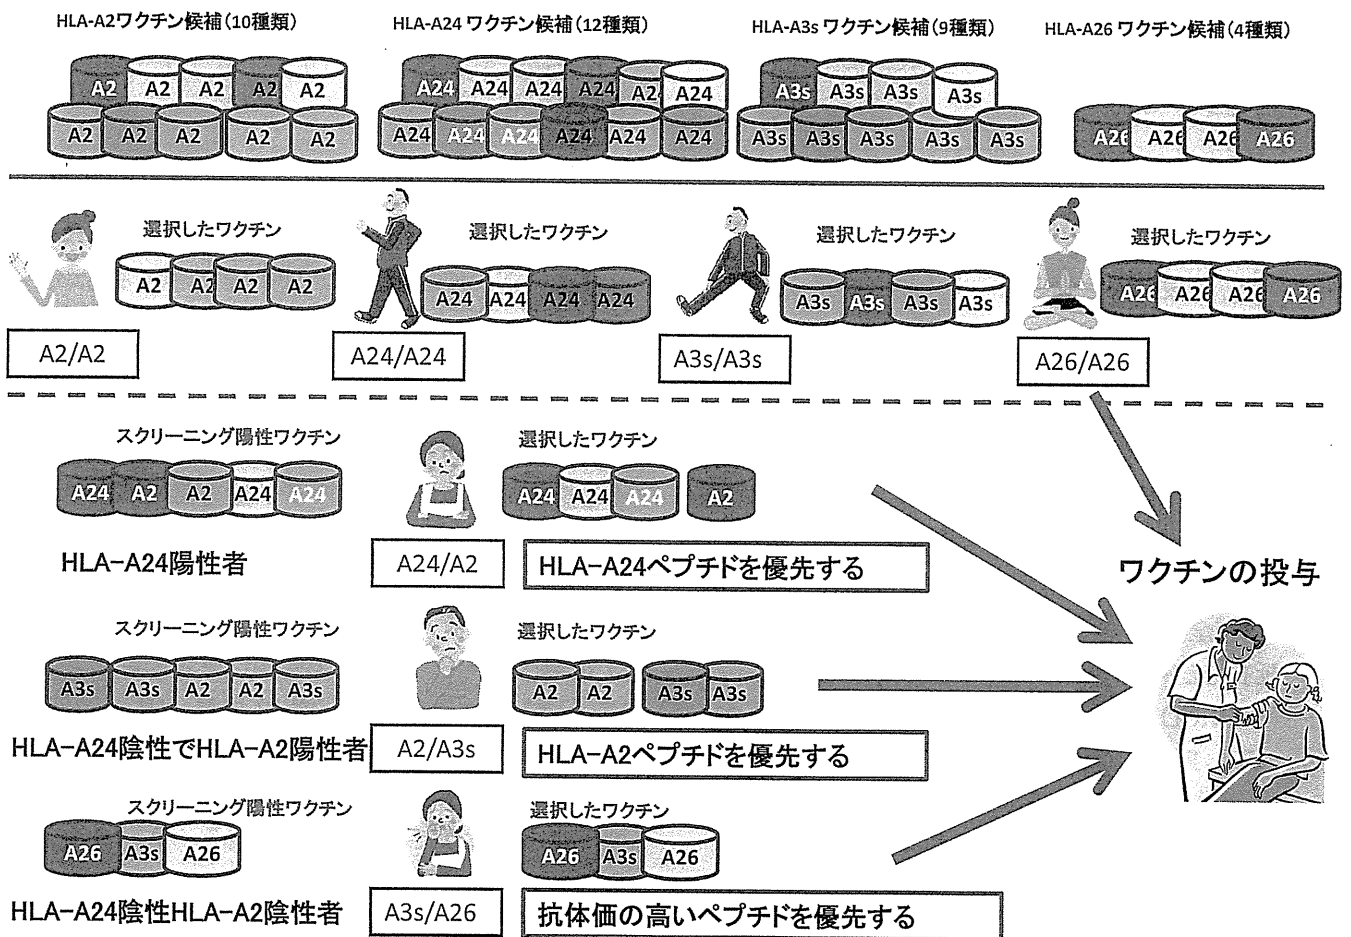 HLA-A2ワクチン候補(10種類)
HLA-A24 ワクチン候補(12種類)
HLA-A3s ワクチン候補(9種類)
HLA-A26 ワクチン候補(4種類)
A2 A2 A2 A2 A2
A2 A2 A2 A2 A2
A24 A24 A24 A24 A24 A24
A24 A24 A24 A24 A24 A24
A3s A3s A3s A3s
A3s A3s A3s A3s A3s
A26 A26 A26 A26
選択したワクチン
A2 A2 A2 A2
A2/A2
選択したワクチン
A24 A24 A24 A24
A24/A24
選択したワクチン
A3s A3s A3s A3s
A3s/A3s
選択したワクチン
A26 A26 A26 A26
A26/A26
スクリーニング陽性ワクチン
選択したワクチン
A24 A2 A2 A24 A24
A24 A24 A24 A2
HLA-A24陽性者
A24/A2
HLA-A24ペプチドを優先する
スクリーニング陽性ワクチン
選択したワクチン
A3s A3s A2 A2 A3s
A2 A2 A3s A3s
HLA-A24陰性でHLA-A2陽性者
A2/A3s
HLA-A2ペプチドを優先する
スクリーニング陽性ワクチン
選択したワクチン
A26 A3s A26
A26 A3s A26
HLA-A24陰性HLA-A2陰性者
A3s/A26
抗体価の高いペプチドを優先する
ワクチンの投与